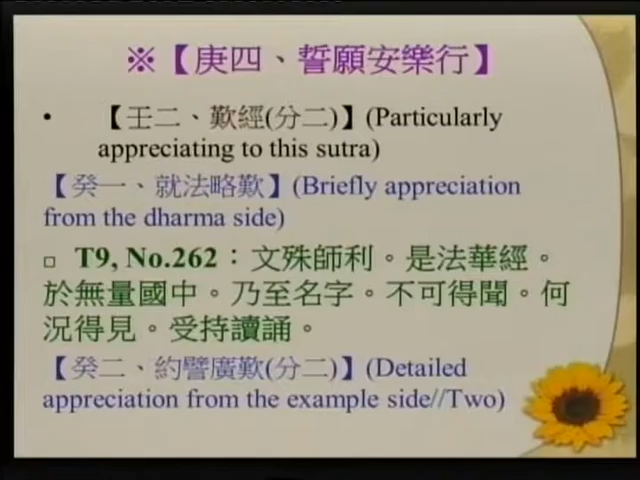 ※【庚四、誓願安樂行】
• 【壬二、歎經(分二)】(Particularly
appreciating to this sutra)
【癸一、就法略歎】(Briefly appreciation
from the dharma side)
□ T9, No.262：文殊師利。是法華經。
於無量國中。乃至名字。不可得聞。何
況得見。受持讀誦。
【癸二、約譬廣歎(分二)】(Detailed
appreciation from the example side//Two)